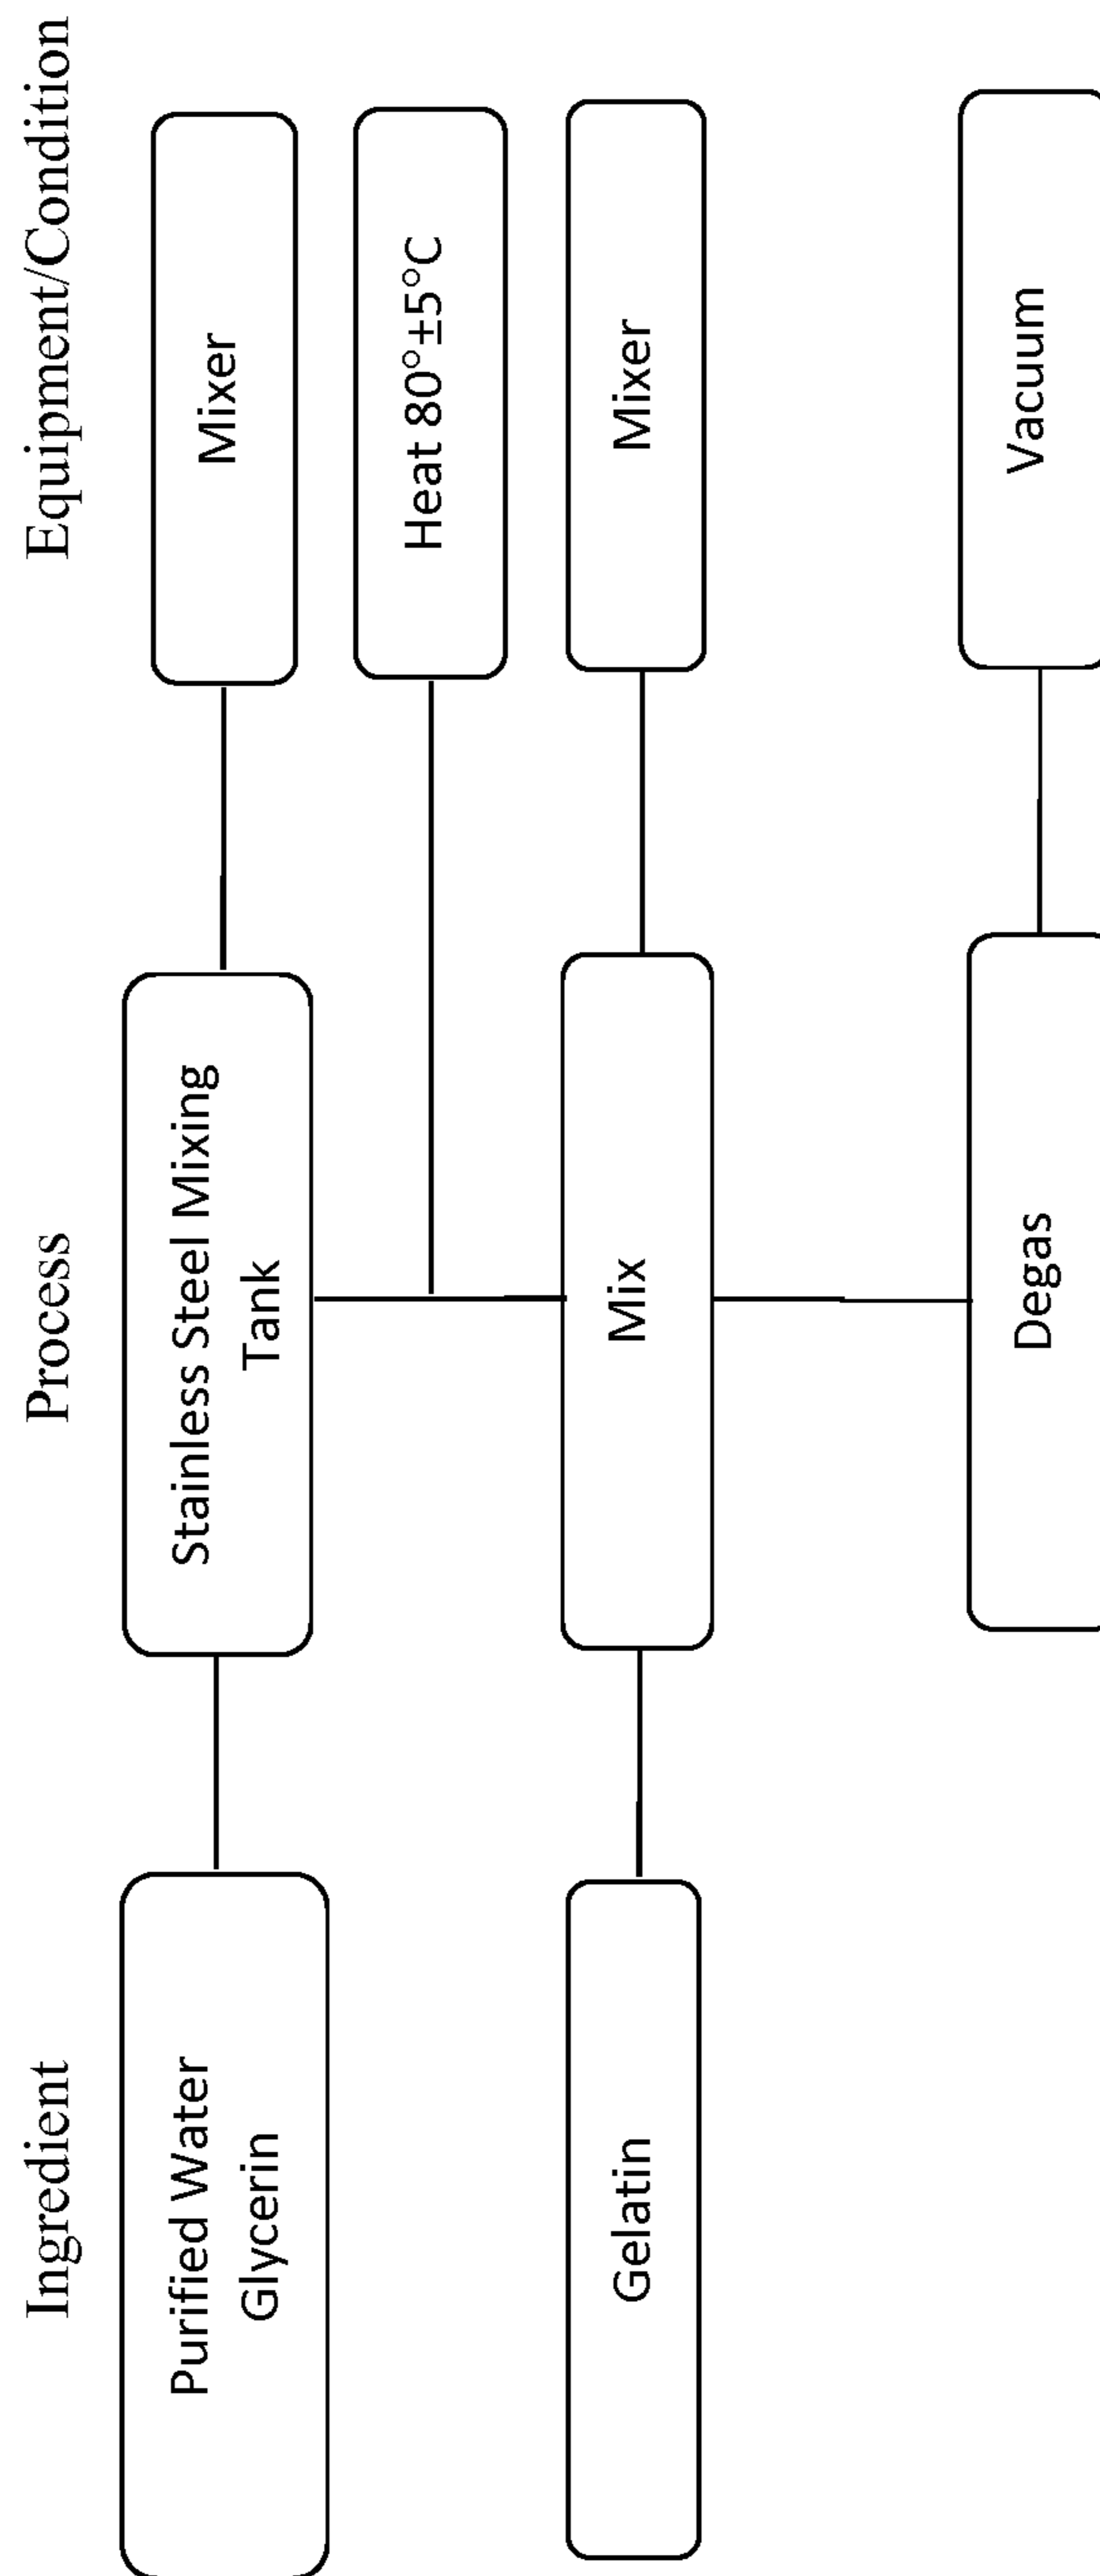 Ingredient
Process
Equipment/Condition
Purified Water
Glycerin
Stainless Steel Mixing
Tank
Mixer
Heat 80°±5°C
Gelatin
Mix
Mixer
Degas
Vacuum